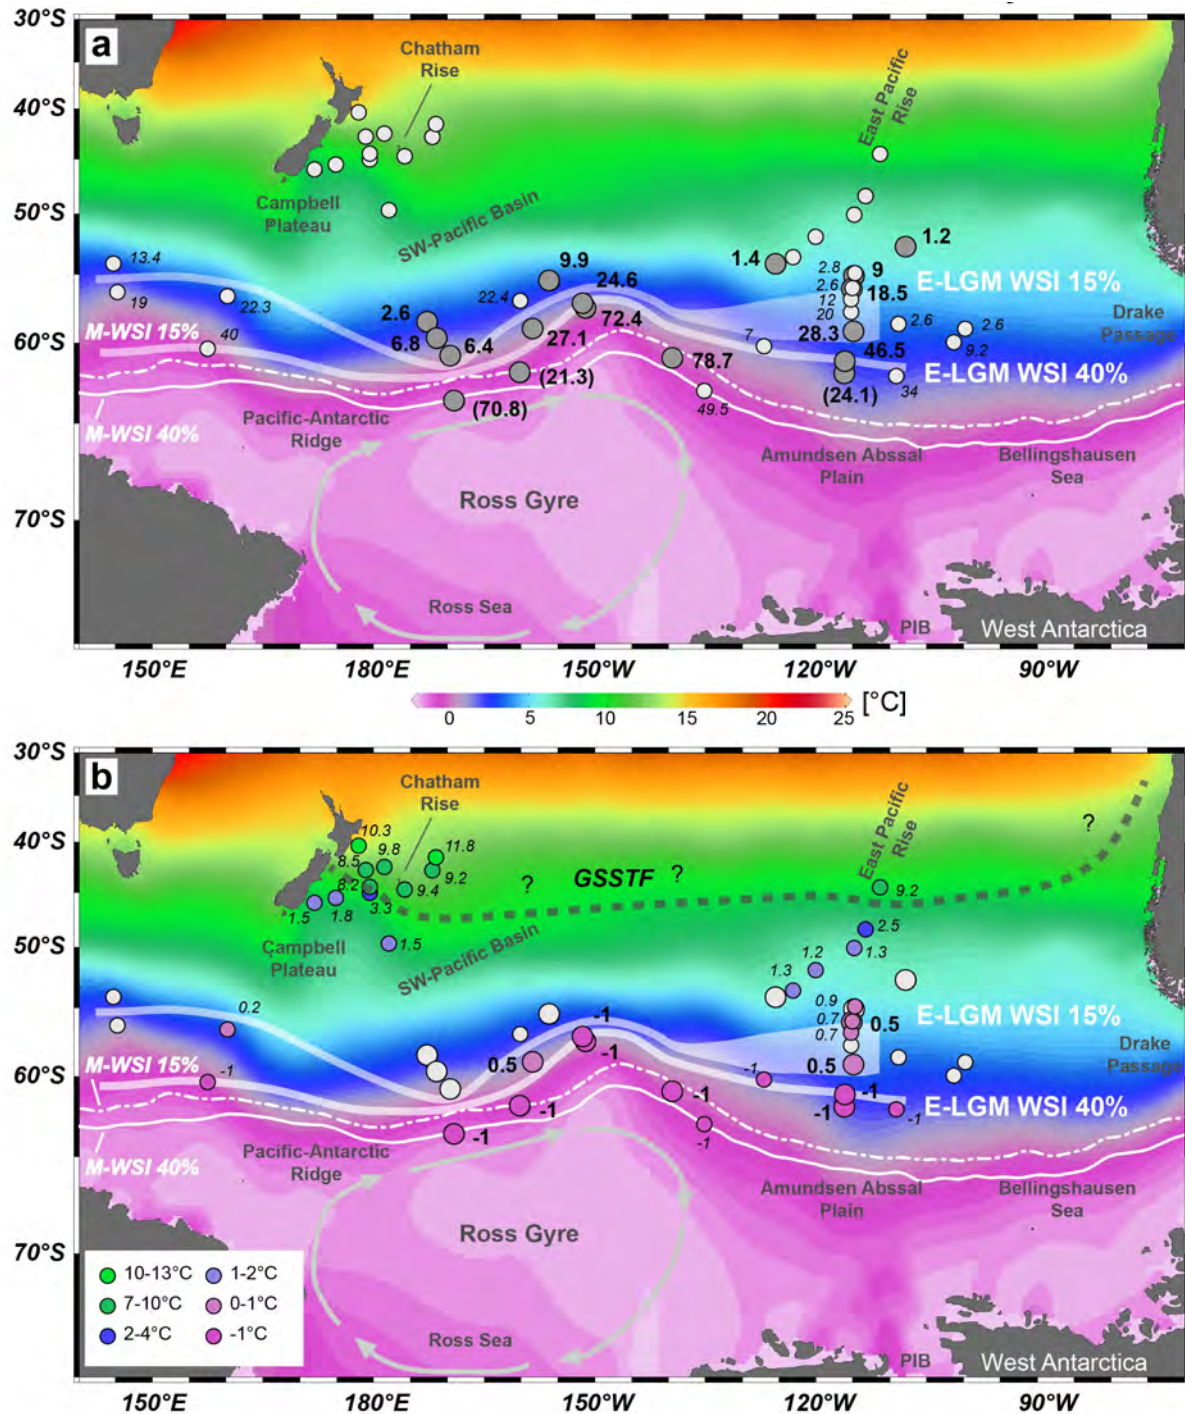 30°S
a
Chatham
Rise
40°S
East Pacific
Rise
Campbell
Plateau
SW-Pacific Basin
50°S
1.2
1.4
13.4
9.9
24.6
2.8
9
E-LGM WSI 15%
19
22.3
22.4
2.6
18.5
12
20
2.6
72.4
Drake
Passage
M-WSI 15%
40
6.8
6.4
27.1
7
28.3
2.6
2.6
60°S
9.2
78.7
46.5
E-LGM WSI 40%
(21.3)
(24.1)
34
(70.8)
49.5
M-WSI 40%
Pacific-Antarctic
Ridge
Amundsen Abssal
Plain
Bellingshausen
Sea
Ross Gyre
70°S
Ross Sea
PIB
West Antarctica
150°E
180°E
150°W
120°W
90°W
0
5
10
15
20
25
[°C]
30°S
b
Chatham
Rise
East Pacific
Rise
?
40°S
10.3
9.8
11.8
8.5
8.2
9.4
9.2
?
GSSTF
?
9.2
1.5
1.8
3.3
2.5
Campbell
Plateau
1.5
SW-Pacific Basin
50°S
1.2
1.3
1.3
0.2
0.9
0.7
0.5
0.7
E-LGM WSI 15%
-1
-1
Drake
Passage
M-WSI 15%
-1
0.5
-1
0.5
60°S
-1
-1
-1
-1
-1
E-LGM WSI 40%
-1
-1
-1
M-WSI 40%
Pacific-Antarctic
Ridge
Amundsen Abssal
Plain
Bellingshausen
Sea
Ross Gyre
70°S
10-13°C
1-2°C
7-10°C
0-1°C
2-4°C
-1°C
Ross Sea
PIB
West Antarctica
150°E
180°E
150°W
120°W
90°W